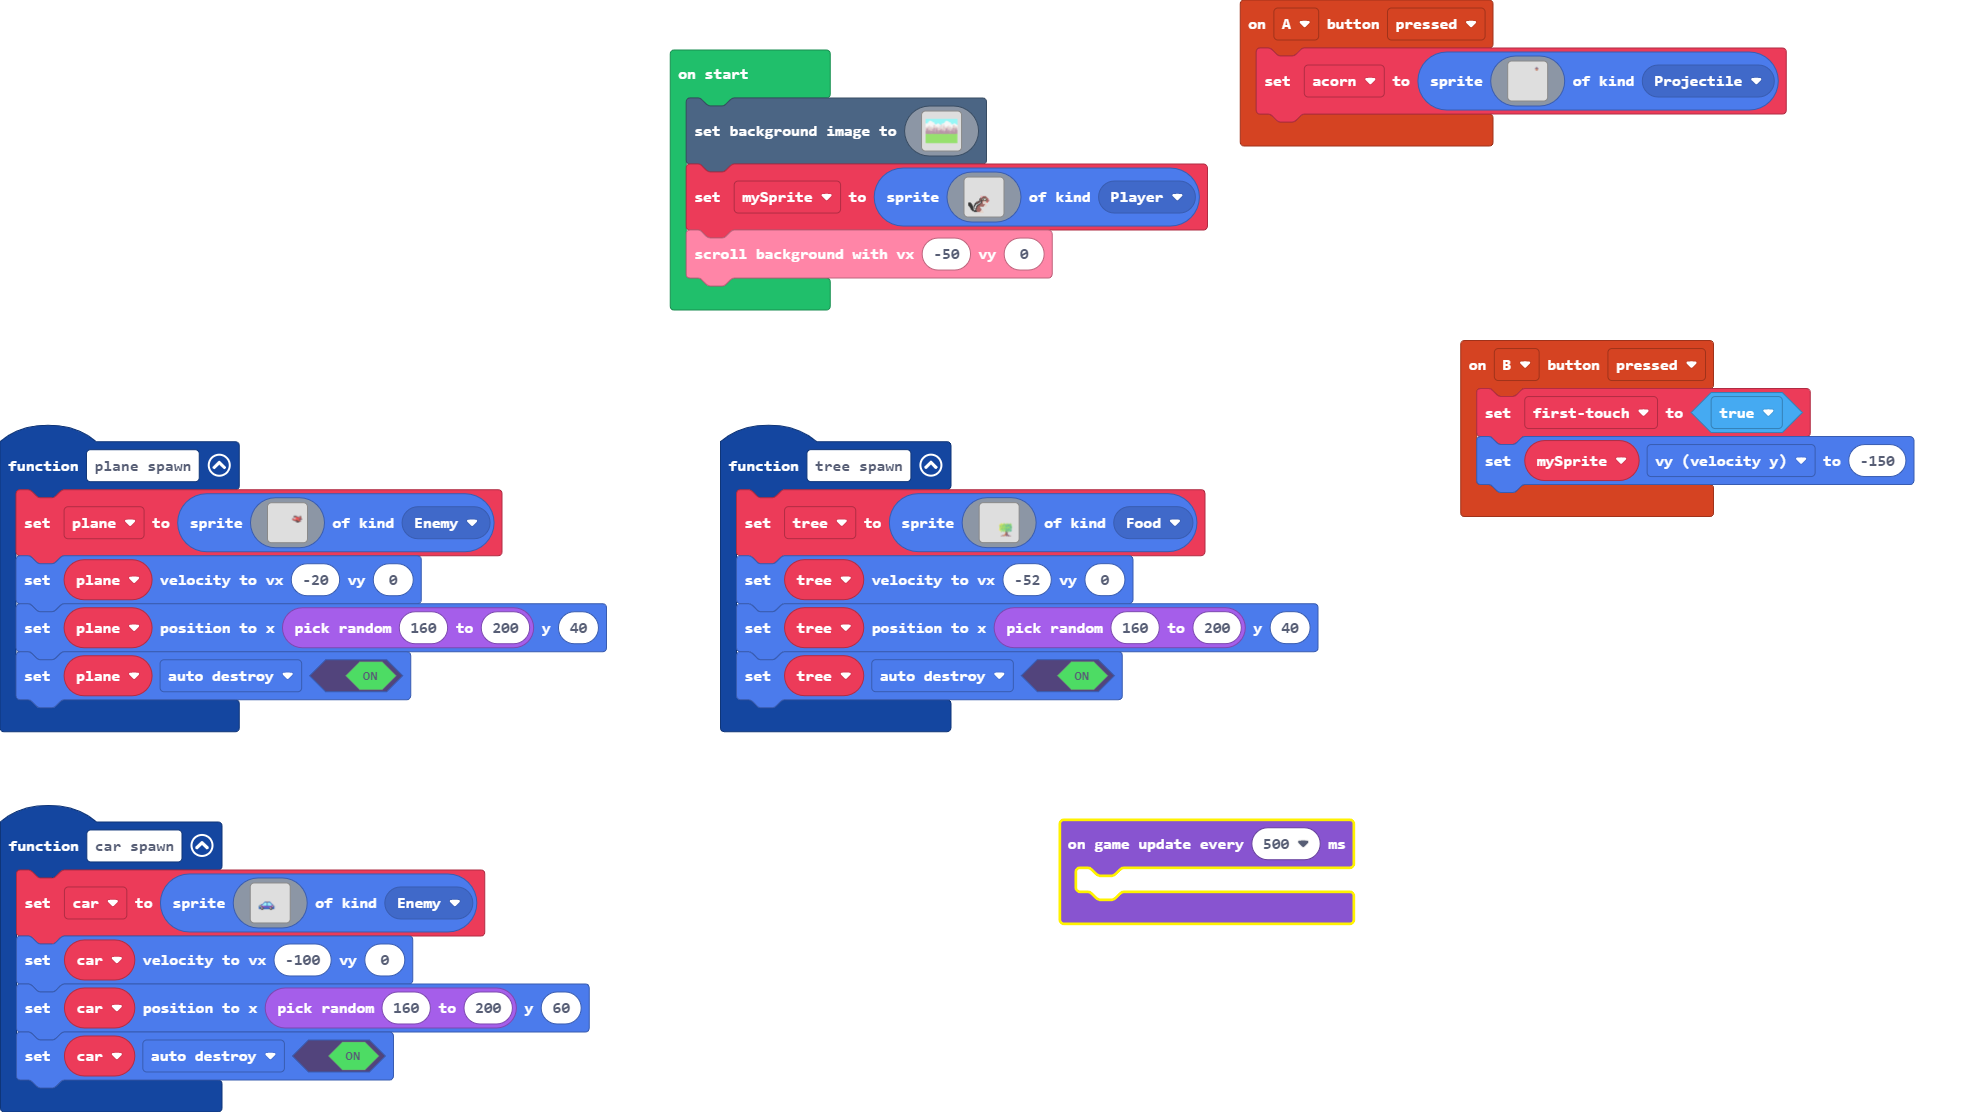 on A button pressed
set acorn to sprite of kind Projectile
on start
set background image to
set mySprite to sprite of kind Player
scroll background with vx -50 vy 0
on B button pressed
set first-touch to true
set mySprite vy (velocity y) to -150
function plane spawn
set plane to sprite of kind Enemy
set plane velocity to vx -20 vy 0
set plane position to x pick random 160 to 200 y 40
set plane auto destroy ON
function tree spawn
set tree to sprite of kind Food
set tree velocity to vx -52 vy 0
set tree position to x pick random 160 to 200 y 40
set tree auto destroy ON
function car spawn
set car to sprite of kind Enemy
set car velocity to vx -100 vy 0
set car position to x pick random 160 to 200 y 60
set car auto destroy ON
on game update every 500 ms